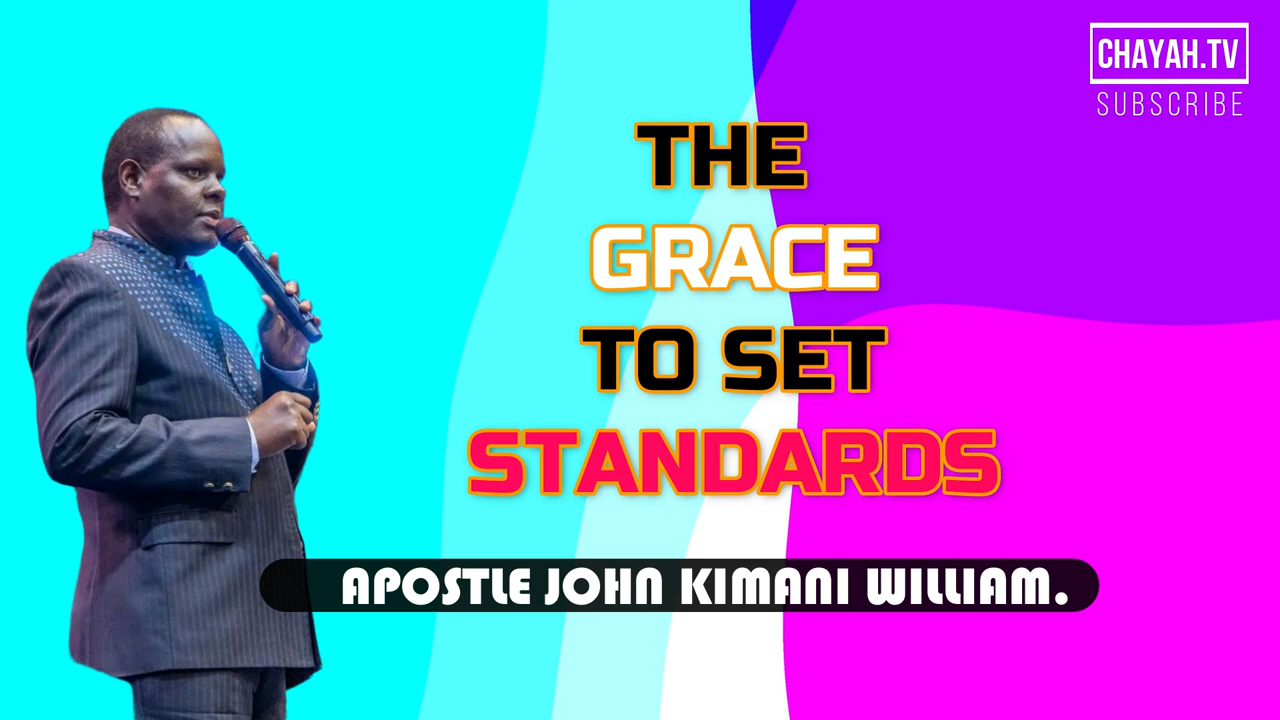 CHAYAH.TV
SUBSCRIBE
THE
GRACE
TO SET
STANDARDS
APOSTLE JOHN KIMANI WILLIAM.